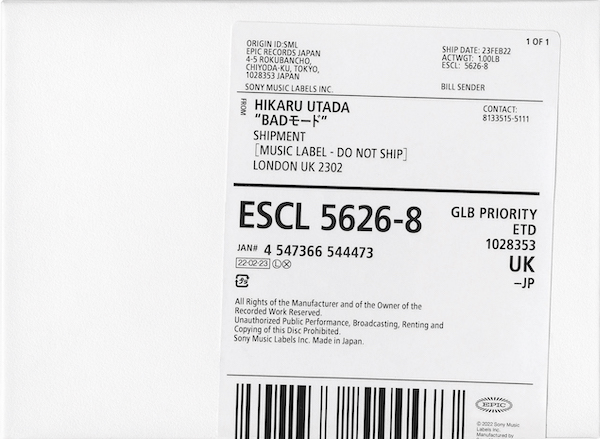 1 OF 1
ORIGIN ID:SML
EPIC RECORDS JAPAN
4-5 ROKUBANCHO,
CHIYODA-KU, TOKYO,
1028353 JAPAN
SHIP DATE: 23FEB22
ACTWGT: 1.00LB
ESCL: 5626-8
SONY MUSIC LABELS INC.
BILL SENDER
FROM
HIKARU UTADA
"BADモード"
SHIPMENT
[MUSIC LABEL - DO NOT SHIP]
LONDON UK 2302
CONTACT:
8133515-5111
ESCL 5626-8
GLB PRIORITY
ETD
1028353
UK
–JP
JAN# 4 547366 544473
22·02·23 Ⓛ Ⓧ
All Rights of the Manufacturer and of the Owner of the
Recorded Work Reserved.
Unauthorized Public Performance, Broadcasting, Renting and
Copying of this Disc Prohibited.
Sony Music Labels Inc. Made in Japan.
EPIC
© 2022 Sony Music
Labels Inc.
Manufactured by